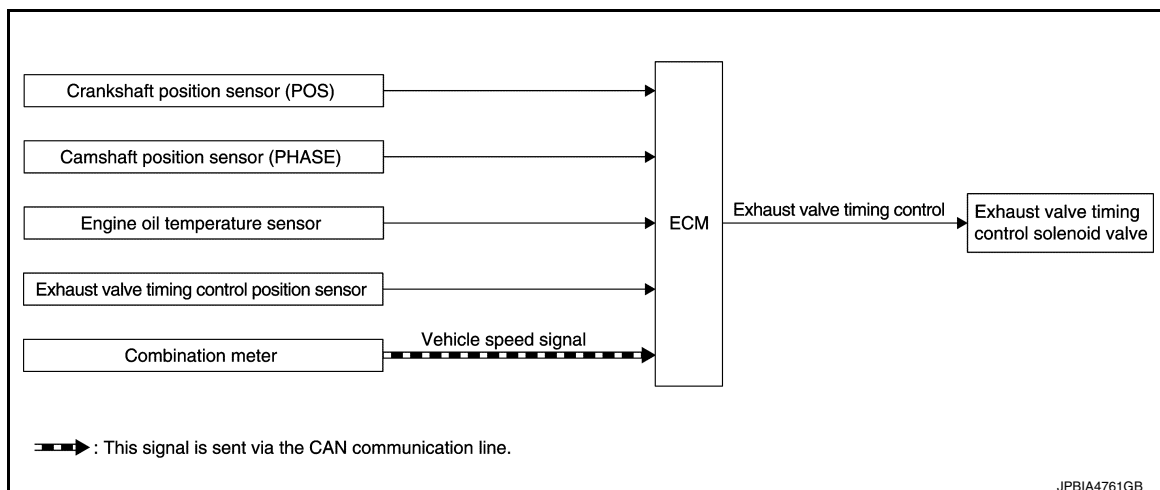 Crankshaft position sensor (POS)
Camshaft position sensor (PHASE)
Engine oil temperature sensor
Exhaust valve timing control position sensor
Combination meter
Vehicle speed signal
ECM
Exhaust valve timing control
Exhaust valve timing
control solenoid valve
: This signal is sent via the CAN communication line.
JPBIA4761GB